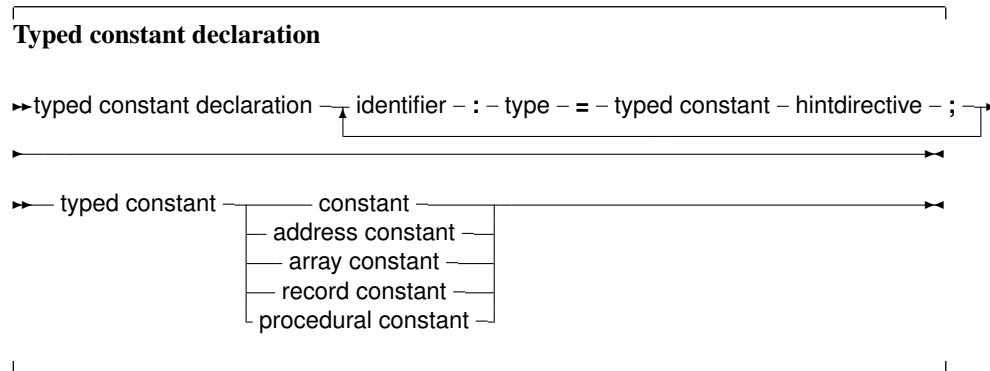 Typed constant declaration
typed constant declaration identifier : type = typed constant hintdirective ;
typed constant constant
address constant
array constant
record constant
procedural constant